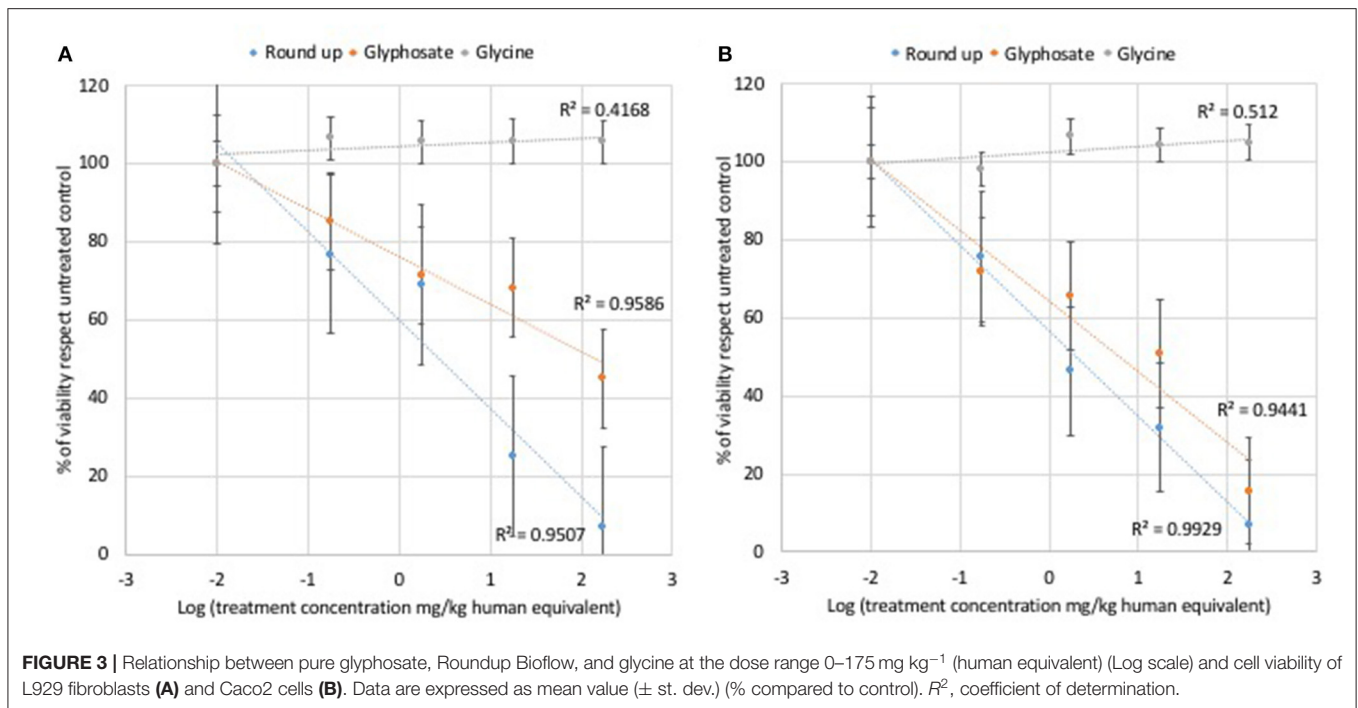 A
Round up Glyphosate Glycine
120
100
80
60
40
20
0
-3 -2 -1 0 1 2 3
% of viability respect untreated control
Log (treatment concentration mg/kg human equivalent)
R² = 0.4168
R² = 0.9586
R² = 0.9507
B
Round up Glyphosate Glycine
120
100
80
60
40
20
0
-3 -2 -1 0 1 2 3
% of viability respect untreated control
Log (treatment concentration mg/kg human equivalent)
R² = 0.512
R² = 0.9441
R² = 0.9929
FIGURE 3 | Relationship between pure glyphosate, Roundup Bioflow, and glycine at the dose range 0–175 mg kg⁻¹ (human equivalent) (Log scale) and cell viability of
L929 fibroblasts (A) and Caco2 cells (B). Data are expressed as mean value (± st. dev.) (% compared to control). R², coefficient of determination.